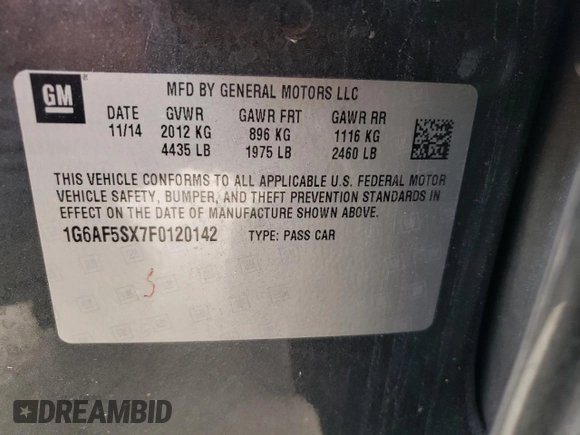 GM
MFD BY GENERAL MOTORS LLC
DATE GVWR GAWR FRT GAWR RR
11/14 2012 KG 896 KG 1116 KG
4435 LB 1975 LB 2460 LB
THIS VEHICLE CONFORMS TO ALL APPLICABLE U.S. FEDERAL MOTOR
VEHICLE SAFETY, BUMPER, AND THEFT PREVENTION STANDARDS IN
EFFECT ON THE DATE OF MANUFACTURE SHOWN ABOVE.
1G6AF5SX7F0120142 TYPE: PASS CAR
DREAMBID